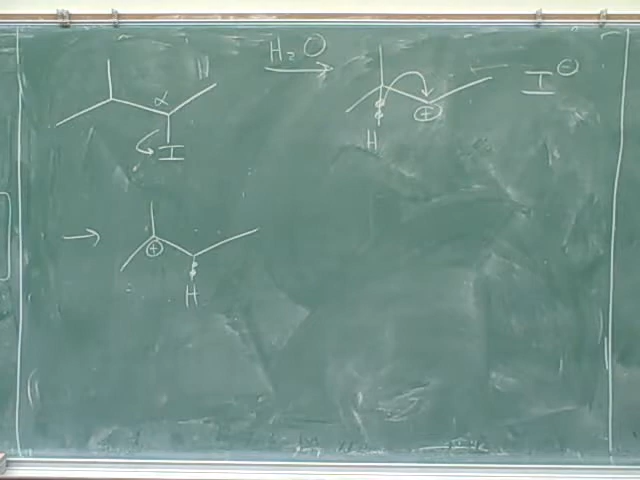 H₂O
α
I
H
⊕
I⊖
→
⊕
H